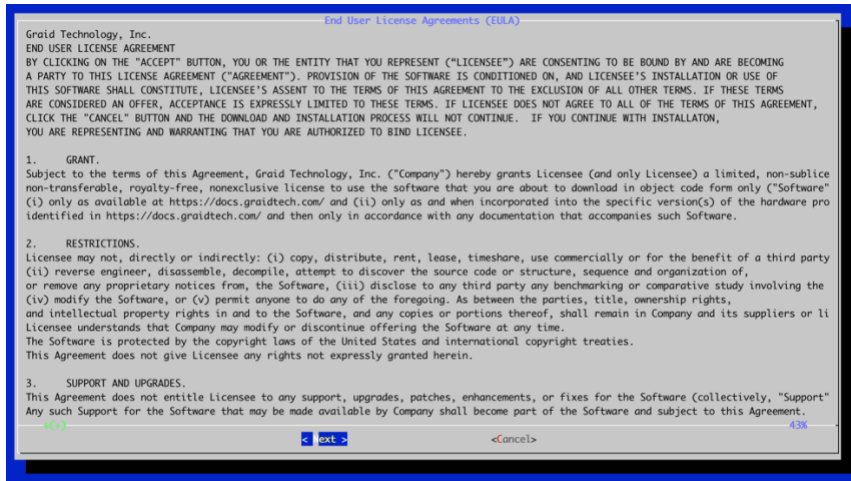 End User License Agreements (EULA)
Graid Technology, Inc.
END USER LICENSE AGREEMENT
BY CLICKING ON THE "ACCEPT" BUTTON, YOU OR THE ENTITY THAT YOU REPRESENT (“LICENSEE”) ARE CONSENTING TO BE BOUND BY AND ARE BECOMING
A PARTY TO THIS LICENSE AGREEMENT ("AGREEMENT"). PROVISION OF THE SOFTWARE IS CONDITIONED ON, AND LICENSEE'S INSTALLATION OR USE OF
THIS SOFTWARE SHALL CONSTITUTE, LICENSEE'S ASSENT TO THE TERMS OF THIS AGREEMENT TO THE EXCLUSION OF ALL OTHER TERMS. IF THESE TERMS
ARE CONSIDERED AN OFFER, ACCEPTANCE IS EXPRESSLY LIMITED TO THESE TERMS. IF LICENSEE DOES NOT AGREE TO ALL OF THE TERMS OF THIS AGREEMENT,
CLICK THE "CANCEL" BUTTON AND THE DOWNLOAD AND INSTALLATION PROCESS WILL NOT CONTINUE. IF YOU CONTINUE WITH INSTALLATON,
YOU ARE REPRESENTING AND WARRANTING THAT YOU ARE AUTHORIZED TO BIND LICENSEE.
1. GRANT.
Subject to the terms of this Agreement, Graid Technology, Inc. ("Company") hereby grants Licensee (and only Licensee) a limited, non-sublice
non-transferable, royalty-free, nonexclusive license to use the software that you are about to download in object code form only ("Software"
(i) only as available at https://docs.graidtech.com/ and (ii) only as and when incorporated into the specific version(s) of the hardware pro
identified in https://docs.graidtech.com/ and then only in accordance with any documentation that accompanies such Software.
2. RESTRICTIONS.
Licensee may not, directly or indirectly: (i) copy, distribute, rent, lease, timeshare, use commercially or for the benefit of a third party
(ii) reverse engineer, disassemble, decompile, attempt to discover the source code or structure, sequence and organization of,
or remove any proprietary notices from, the Software, (iii) disclose to any third party any benchmarking or comparative study involving the
(iv) modify the Software, or (v) permit anyone to do any of the foregoing. As between the parties, title, ownership rights,
and intellectual property rights in and to the Software, and any copies or portions thereof, shall remain in Company and its suppliers or li
Licensee understands that Company may modify or discontinue offering the Software at any time.
The Software is protected by the copyright laws of the United States and international copyright treaties.
This Agreement does not give Licensee any rights not expressly granted herein.
3. SUPPORT AND UPGRADES.
This Agreement does not entitle Licensee to any support, upgrades, patches, enhancements, or fixes for the Software (collectively, "Support"
Any such Support for the Software that may be made available by Company shall become part of the Software and subject to this Agreement.
+(+) 43%
< Next > <Cancel>